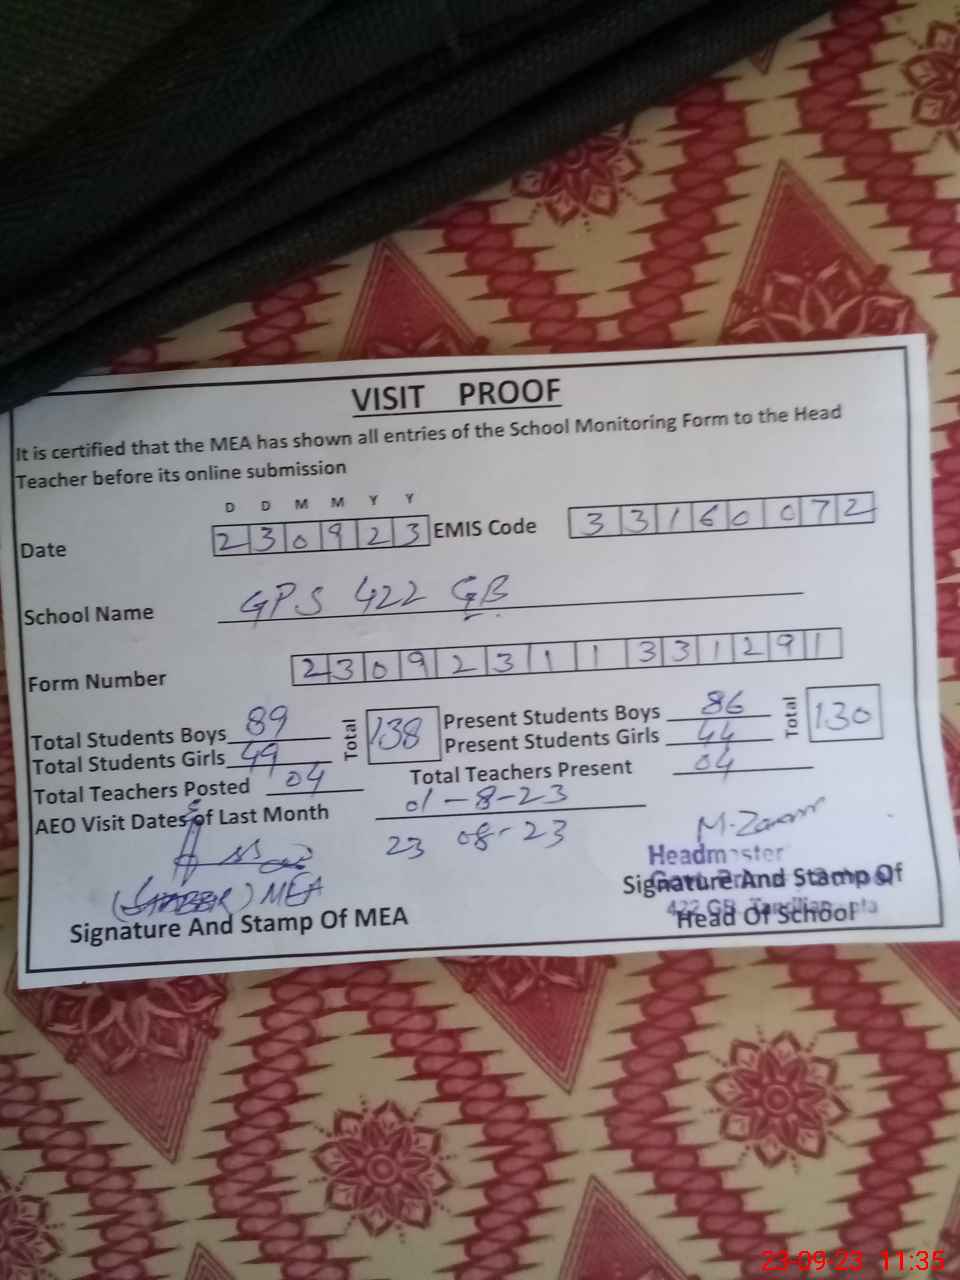 VISIT PROOF
It is certified that the MEA has shown all entries of the School Monitoring Form to the Head
Teacher before its online submission
D D M M Y Y
Date 2 3 0 9 2 3 EMIS Code 3 3 1 6 0 0 7 2
School Name GPS 422 GB
Form Number 2 3 0 9 2 3 1 1 3 3 1 2 9 1
Total Students Boys 89 Total 138 Present Students Boys 86 Total 130
Total Students Girls 49 Present Students Girls 44
Total Teachers Posted 04 Total Teachers Present 04
AEO Visit Dates of Last Month 01-8-23
23 08-23
M.Zaman
Headmaster
( ) MEA
Signature And Stamp Of MEA
Signature And Stamp Of
422 GB
Head Of School
23-09-23 11:35